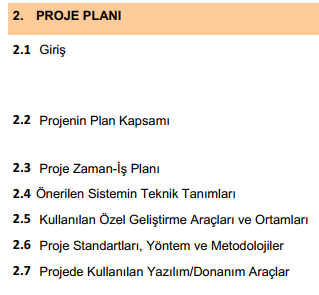 2. PROJE PLANI
2.1 Giriş
2.2 Projenin Plan Kapsamı
2.3 Proje Zaman-İş Planı
2.4 Önerilen Sistemin Teknik Tanımları
2.5 Kullanılan Özel Geliştirme Araçları ve Ortamları
2.6 Proje Standartları, Yöntem ve Metodolojiler
2.7 Projede Kullanılan Yazılım/Donanım Araçlar